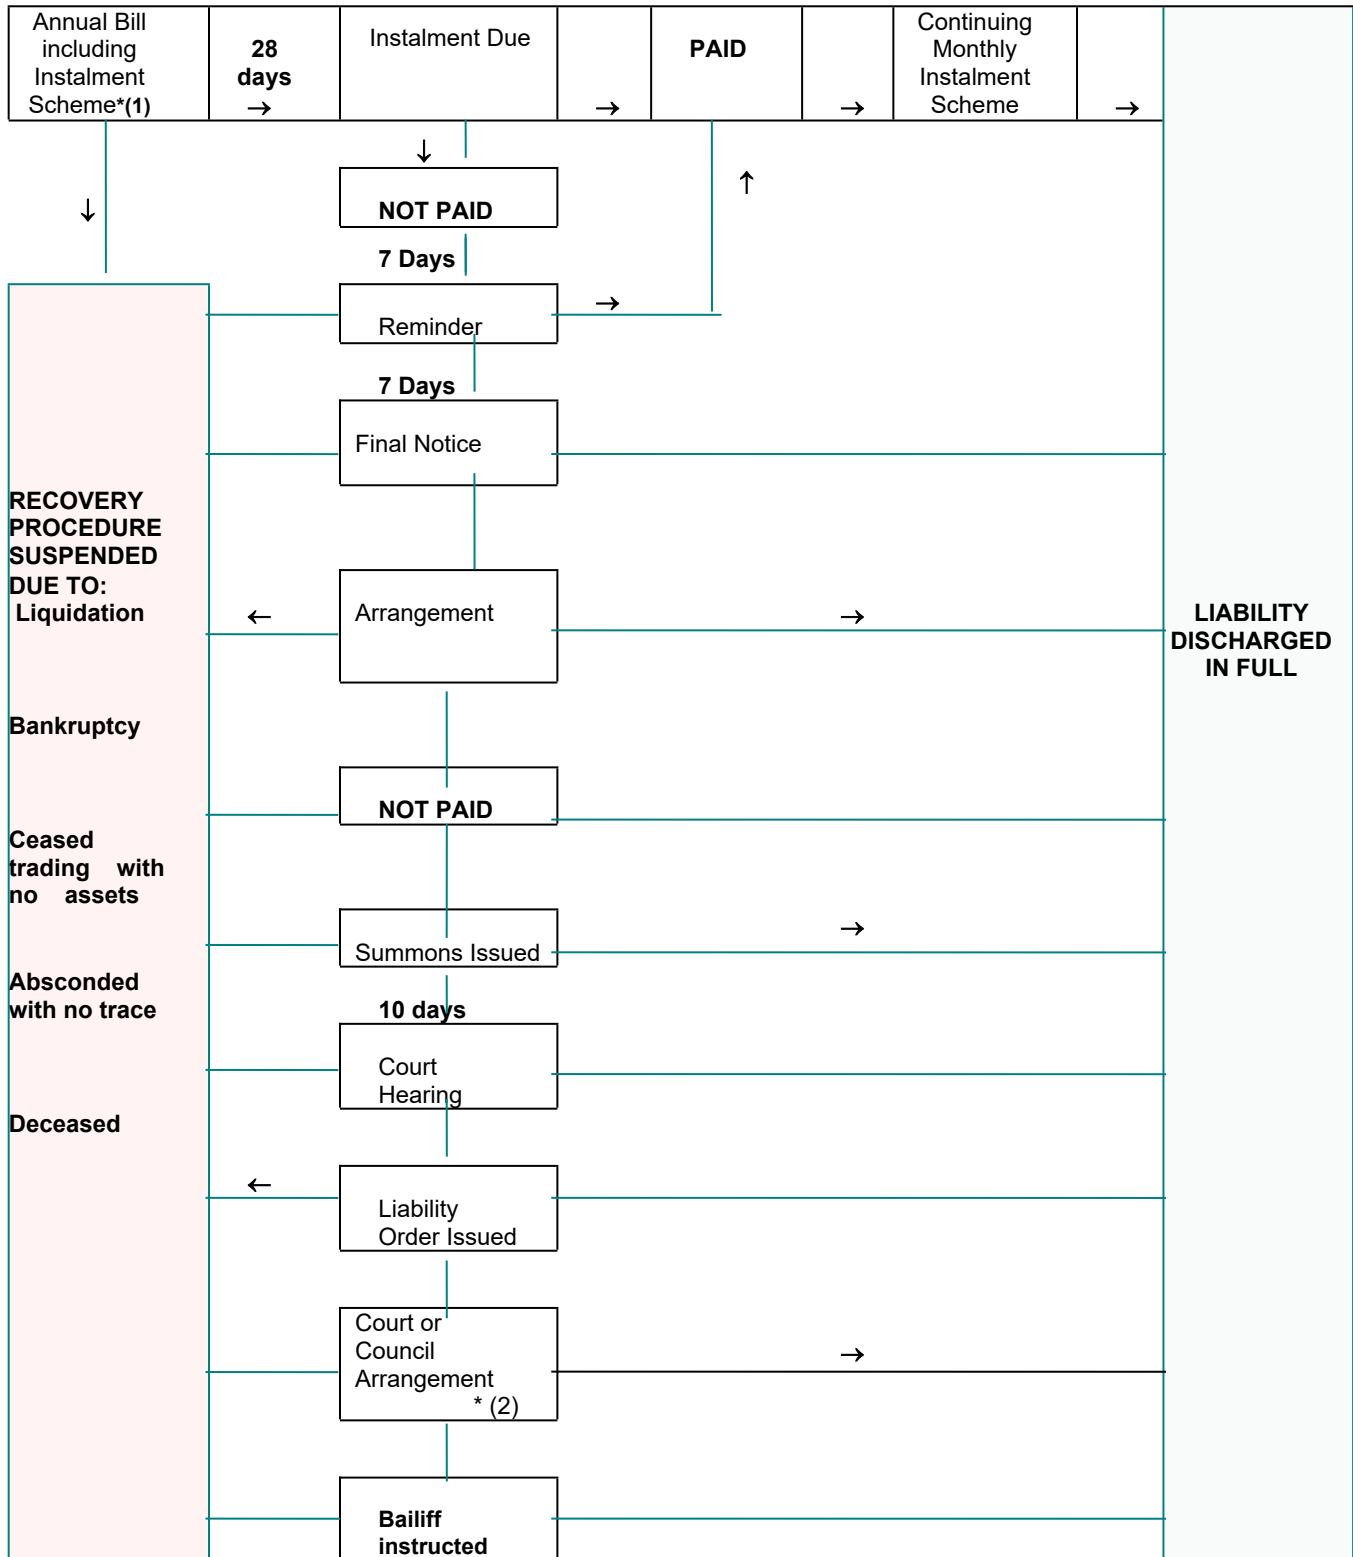 Annual Bill
including
Instalment
Scheme*(1)
28
days
→
Instalment Due
→
PAID
→
Continuing
Monthly
Instalment
Scheme
→
↓
NOT PAID
↑
↓
7 Days
Reminder
→
7 Days
Final Notice
RECOVERY
PROCEDURE
SUSPENDED
DUE TO:
Liquidation
←
Arrangement
→
LIABILITY
DISCHARGED
IN FULL
Bankruptcy
NOT PAID
Ceased
trading with
no assets
Summons Issued
→
Absconded
with no trace
10 days
Court
Hearing
Deceased
←
Liability
Order Issued
Court or
Council
Arrangement
* (2)
→
Bailiff
instructed